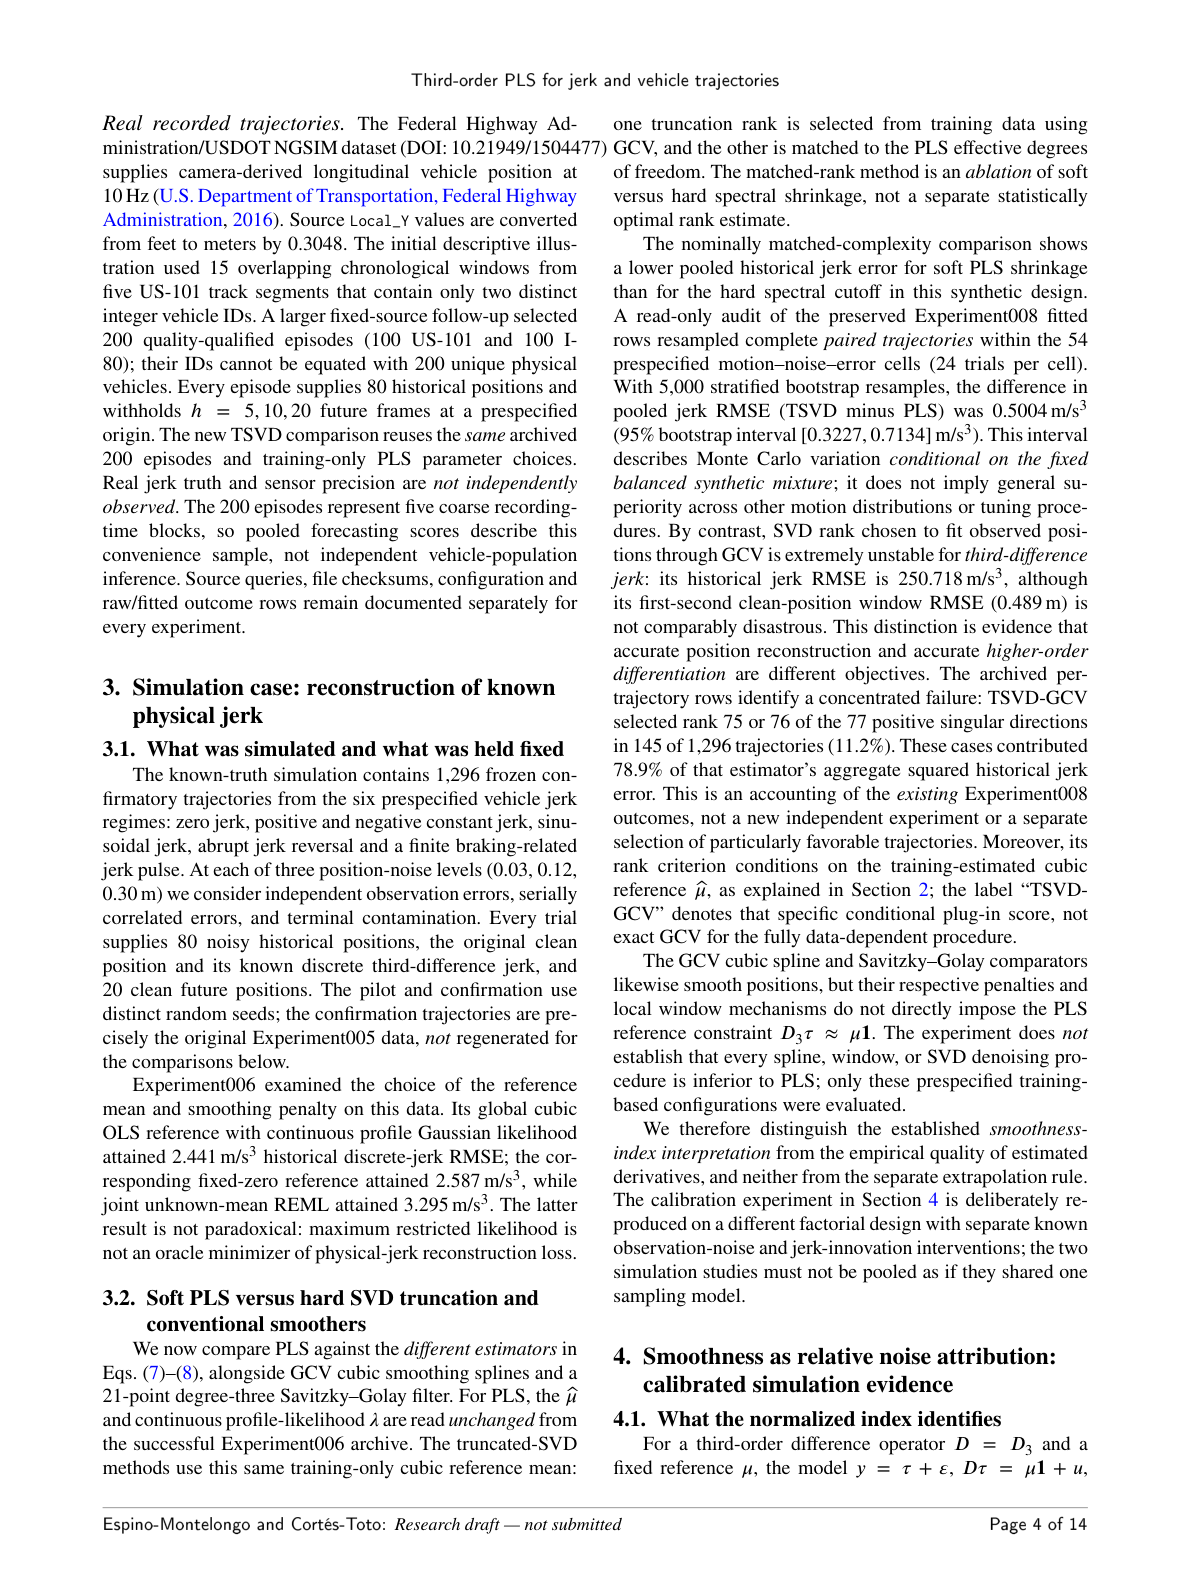 Third-order PLS for jerk and vehicle trajectories
Real recorded trajectories. The Federal Highway Ad-
ministration/USDOT NGSIM dataset (DOI: 10.21949/1504477)
supplies camera-derived longitudinal vehicle position at
10 Hz (U.S. Department of Transportation, Federal Highway
Administration, 2016). Source Local_Y values are converted
from feet to meters by 0.3048. The initial descriptive illus-
tration used 15 overlapping chronological windows from
five US-101 track segments that contain only two distinct
integer vehicle IDs. A larger fixed-source follow-up selected
200 quality-qualified episodes (100 US-101 and 100 I-
80); their IDs cannot be equated with 200 unique physical
vehicles. Every episode supplies 80 historical positions and
withholds h = 5, 10, 20 future frames at a prespecified
origin. The new TSVD comparison reuses the same archived
200 episodes and training-only PLS parameter choices.
Real jerk truth and sensor precision are not independently
observed. The 200 episodes represent five coarse recording-
time blocks, so pooled forecasting scores describe this
convenience sample, not independent vehicle-population
inference. Source queries, file checksums, configuration and
raw/fitted outcome rows remain documented separately for
every experiment.
3. Simulation case: reconstruction of known
physical jerk
3.1. What was simulated and what was held fixed
The known-truth simulation contains 1,296 frozen con-
firmatory trajectories from the six prespecified vehicle jerk
regimes: zero jerk, positive and negative constant jerk, sinu-
soidal jerk, abrupt jerk reversal and a finite braking-related
jerk pulse. At each of three position-noise levels (0.03, 0.12,
0.30 m) we consider independent observation errors, serially
correlated errors, and terminal contamination. Every trial
supplies 80 noisy historical positions, the original clean
position and its known discrete third-difference jerk, and
20 clean future positions. The pilot and confirmation use
distinct random seeds; the confirmation trajectories are pre-
cisely the original Experiment005 data, not regenerated for
the comparisons below.
Experiment006 examined the choice of the reference
mean and smoothing penalty on this data. Its global cubic
OLS reference with continuous profile Gaussian likelihood
attained 2.441 m/s³ historical discrete-jerk RMSE; the cor-
responding fixed-zero reference attained 2.587 m/s³, while
joint unknown-mean REML attained 3.295 m/s³. The latter
result is not paradoxical: maximum restricted likelihood is
not an oracle minimizer of physical-jerk reconstruction loss.
3.2. Soft PLS versus hard SVD truncation and
conventional smoothers
We now compare PLS against the different estimators in
Eqs. (7)–(8), alongside GCV cubic smoothing splines and a
21-point degree-three Savitzky–Golay filter. For PLS, the μ̂
and continuous profile-likelihood λ are read unchanged from
the successful Experiment006 archive. The truncated-SVD
methods use this same training-only cubic reference mean:
one truncation rank is selected from training data using
GCV, and the other is matched to the PLS effective degrees
of freedom. The matched-rank method is an ablation of soft
versus hard spectral shrinkage, not a separate statistically
optimal rank estimate.
The nominally matched-complexity comparison shows
a lower pooled historical jerk error for soft PLS shrinkage
than for the hard spectral cutoff in this synthetic design.
A read-only audit of the preserved Experiment008 fitted
rows resampled complete paired trajectories within the 54
prespecified motion–noise–error cells (24 trials per cell).
With 5,000 stratified bootstrap resamples, the difference in
pooled jerk RMSE (TSVD minus PLS) was 0.5004 m/s³
(95% bootstrap interval [0.3227, 0.7134] m/s³). This interval
describes Monte Carlo variation conditional on the fixed
balanced synthetic mixture; it does not imply general su-
periority across other motion distributions or tuning proce-
dures. By contrast, SVD rank chosen to fit observed posi-
tions through GCV is extremely unstable for third-difference
jerk: its historical jerk RMSE is 250.718 m/s³, although
its first-second clean-position window RMSE (0.489 m) is
not comparably disastrous. This distinction is evidence that
accurate position reconstruction and accurate higher-order
differentiation are different objectives. The archived per-
trajectory rows identify a concentrated failure: TSVD-GCV
selected rank 75 or 76 of the 77 positive singular directions
in 145 of 1,296 trajectories (11.2%). These cases contributed
78.9% of that estimator's aggregate squared historical jerk
error. This is an accounting of the existing Experiment008
outcomes, not a new independent experiment or a separate
selection of particularly favorable trajectories. Moreover, its
rank criterion conditions on the training-estimated cubic
reference μ̂, as explained in Section 2; the label “TSVD-
GCV” denotes that specific conditional plug-in score, not
exact GCV for the fully data-dependent procedure.
The GCV cubic spline and Savitzky–Golay comparators
likewise smooth positions, but their respective penalties and
local window mechanisms do not directly impose the PLS
reference constraint D₃τ ≈ μ1. The experiment does not
establish that every spline, window, or SVD denoising pro-
cedure is inferior to PLS; only these prespecified training-
based configurations were evaluated.
We therefore distinguish the established smoothness-
index interpretation from the empirical quality of estimated
derivatives, and neither from the separate extrapolation rule.
The calibration experiment in Section 4 is deliberately re-
produced on a different factorial design with separate known
observation-noise and jerk-innovation interventions; the two
simulation studies must not be pooled as if they shared one
sampling model.
4. Smoothness as relative noise attribution:
calibrated simulation evidence
4.1. What the normalized index identifies
For a third-order difference operator D = D₃ and a
fixed reference μ, the model y = τ + ε, Dτ = μ1 + u,
Espino-Montelongo and Cortés-Toto: Research draft — not submitted
Page 4 of 14